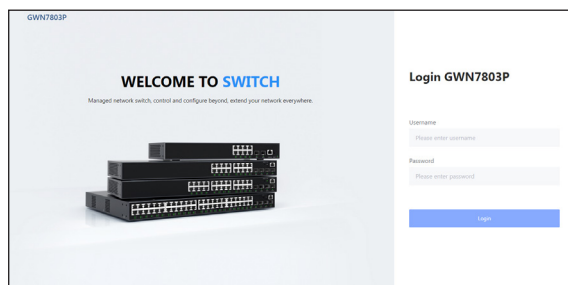 GWN7803P
WELCOME TO SWITCH
Managed network switch, control and configure beyond, extend your network everywhere.
Login GWN7803P
Username
Please enter username
Password
Please enter password
Login